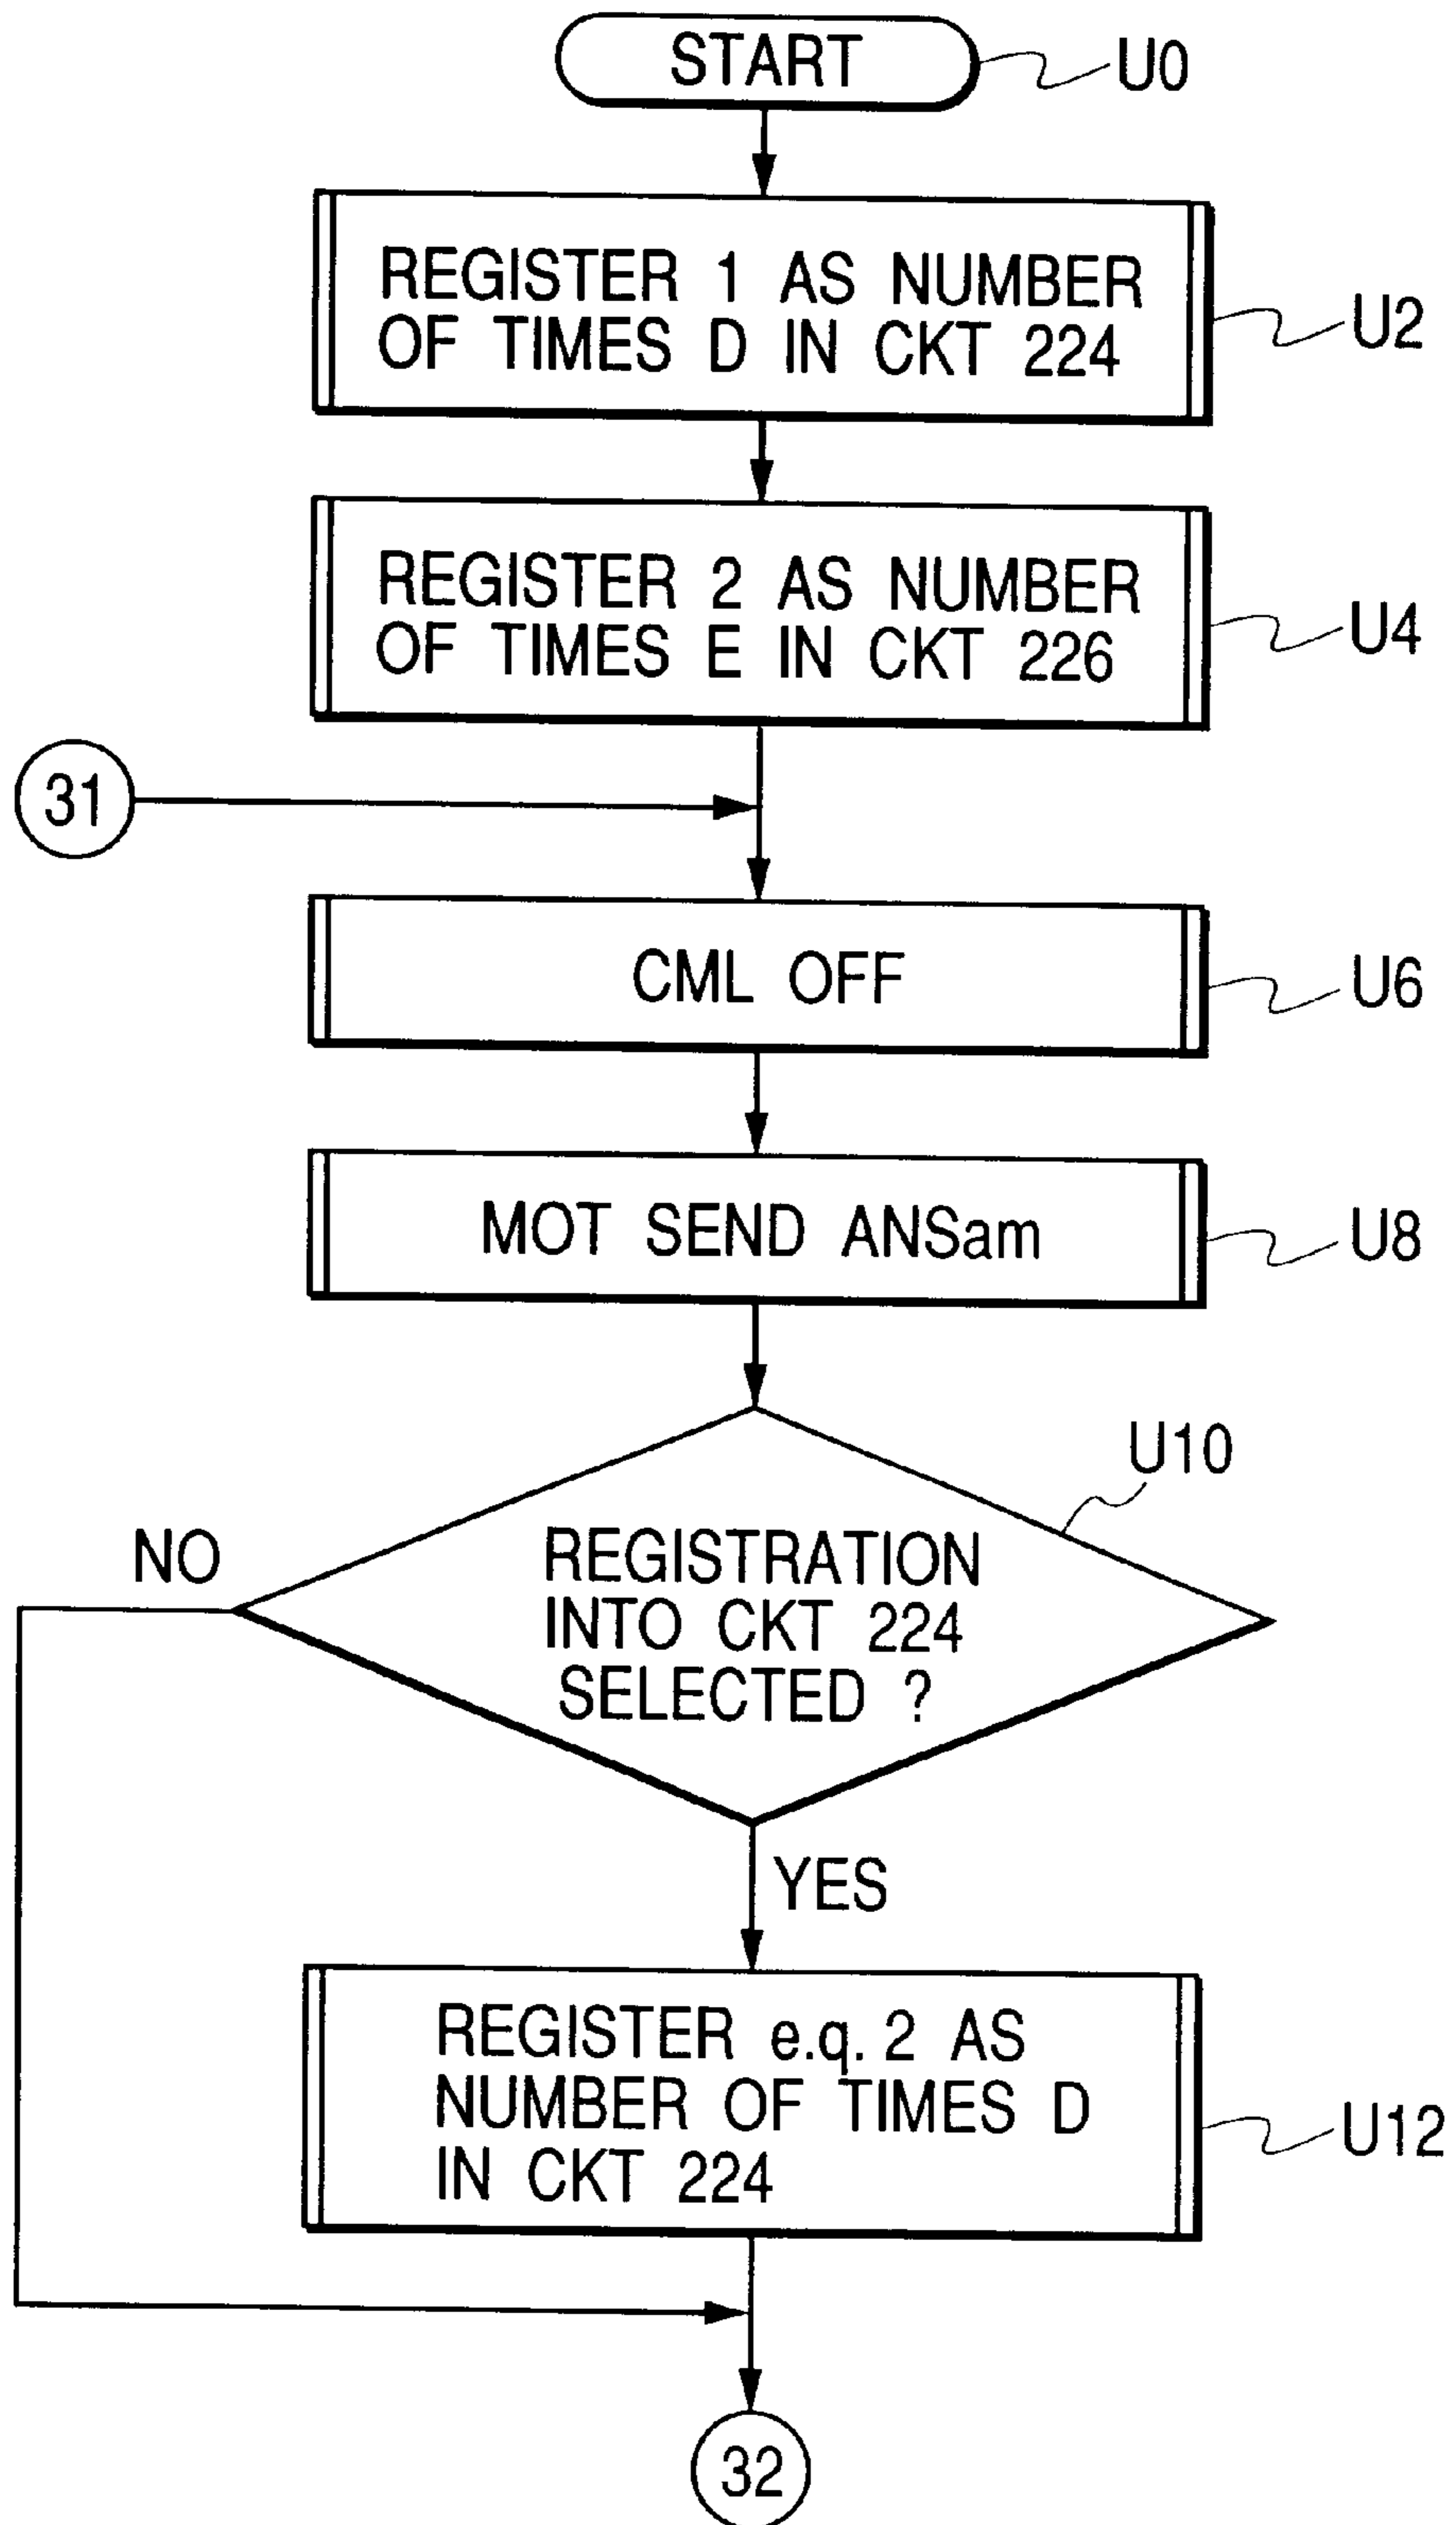 START
U0
REGISTER 1 AS NUMBER
OF TIMES D IN CKT 224
U2
REGISTER 2 AS NUMBER
OF TIMES E IN CKT 226
U4
31
CML OFF
U6
MOT SEND ANSam
U8
U10
REGISTRATION
INTO CKT 224
SELECTED ?
NO
YES
REGISTER e.q. 2 AS
NUMBER OF TIMES D
IN CKT 224
U12
32